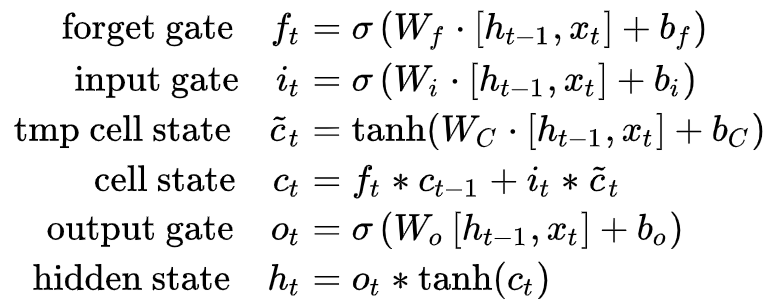 forget gate f_t = σ (W_f · [h_{t−1}, x_t] + b_f)
input gate i_t = σ (W_i · [h_{t−1}, x_t] + b_i)
tmp cell state c̃_t = tanh(W_C · [h_{t−1}, x_t] + b_C)
cell state c_t = f_t ∗ c_{t−1} + i_t ∗ c̃_t
output gate o_t = σ (W_o [h_{t−1}, x_t] + b_o)
hidden state h_t = o_t ∗ tanh(c_t)